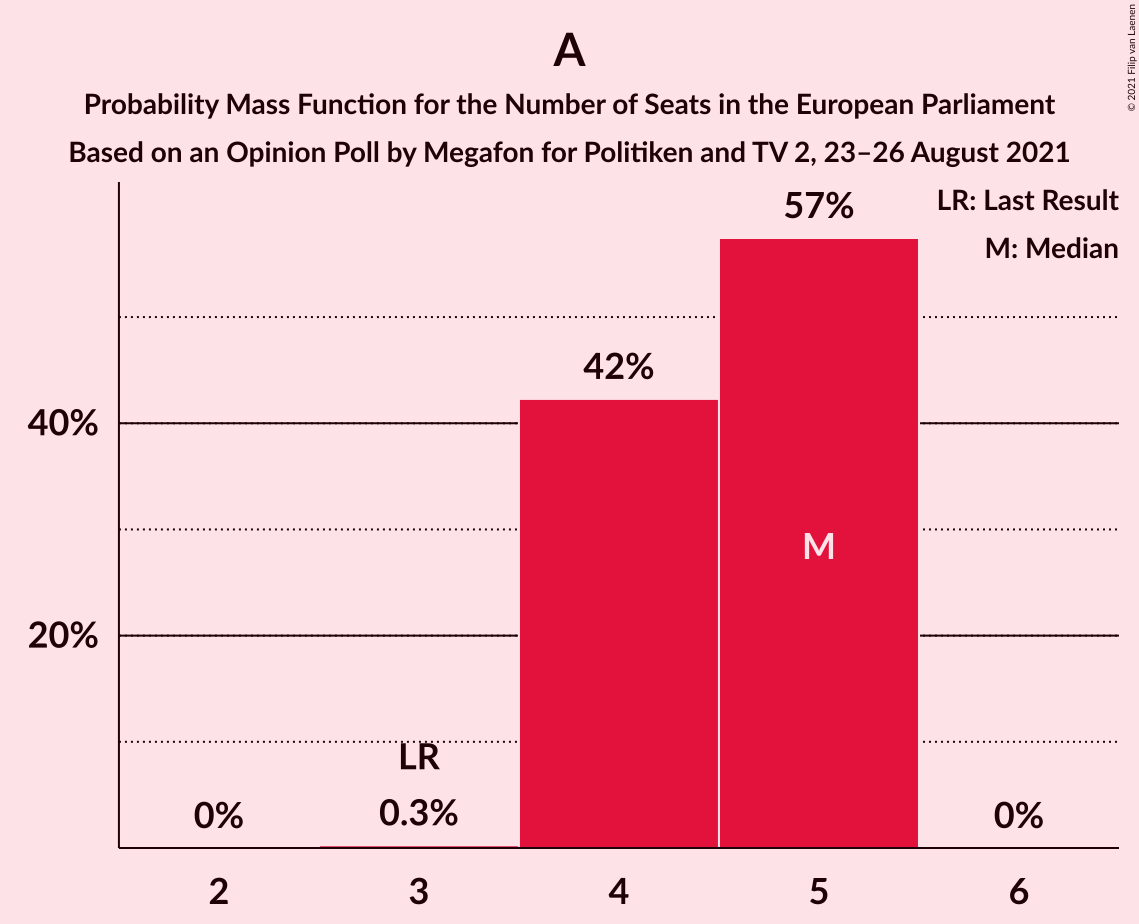 A
Probability Mass Function for the Number of Seats in the European Parliament
Based on an Opinion Poll by Megafon for Politiken and TV 2, 23–26 August 2021
© 2021 Filip van Laenen
LR: Last Result
M: Median
57%
42%
40%
M
20%
LR
0%
0.3%
0%
2
3
4
5
6